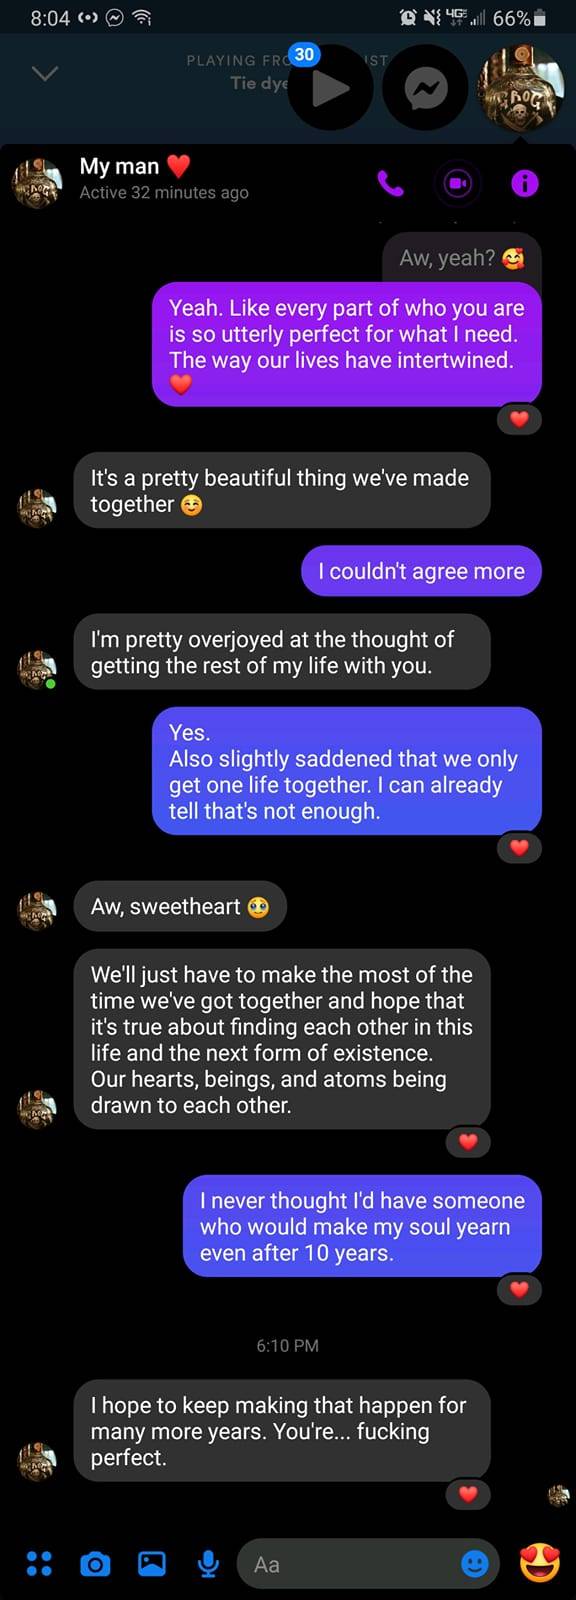 8:04
4G
66%
PLAYING FRO
IST
30
Tie dye
GROG
My man ❤️
Active 32 minutes ago
Aw, yeah? 🥰
Yeah. Like every part of who you are
is so utterly perfect for what I need.
The way our lives have intertwined.
❤️
❤️
It's a pretty beautiful thing we've made
together ☺️
I couldn't agree more
I'm pretty overjoyed at the thought of
getting the rest of my life with you.
Yes.
Also slightly saddened that we only
get one life together. I can already
tell that's not enough.
❤️
Aw, sweetheart 🥹
We'll just have to make the most of the
time we've got together and hope that
it's true about finding each other in this
life and the next form of existence.
Our hearts, beings, and atoms being
drawn to each other.
❤️
I never thought I'd have someone
who would make my soul yearn
even after 10 years.
❤️
6:10 PM
I hope to keep making that happen for
many more years. You're... fucking
perfect.
❤️
Aa